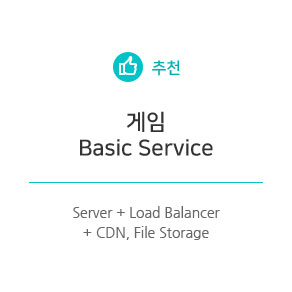 추천
게임
Basic Service
Server + Load Balancer
+ CDN, File Storage